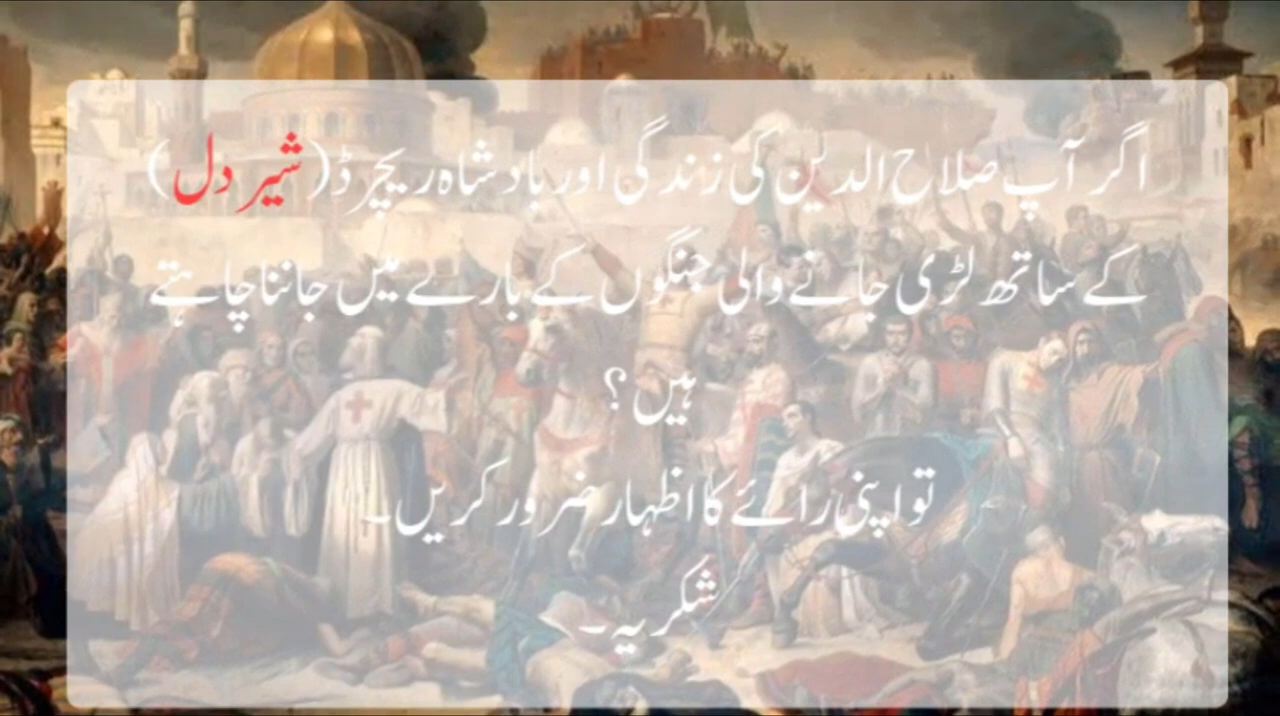 اگر آپ صلاح الدین کی زندگی اور بادشاہ ریچرڈ (شیر دل)
کے ساتھ لڑی جانے والی جنگوں کے بارے میں جاننا چاہتے
ہیں؟
تو اپنی رائے کا اظہار ضرور کریں۔
شکریہ۔